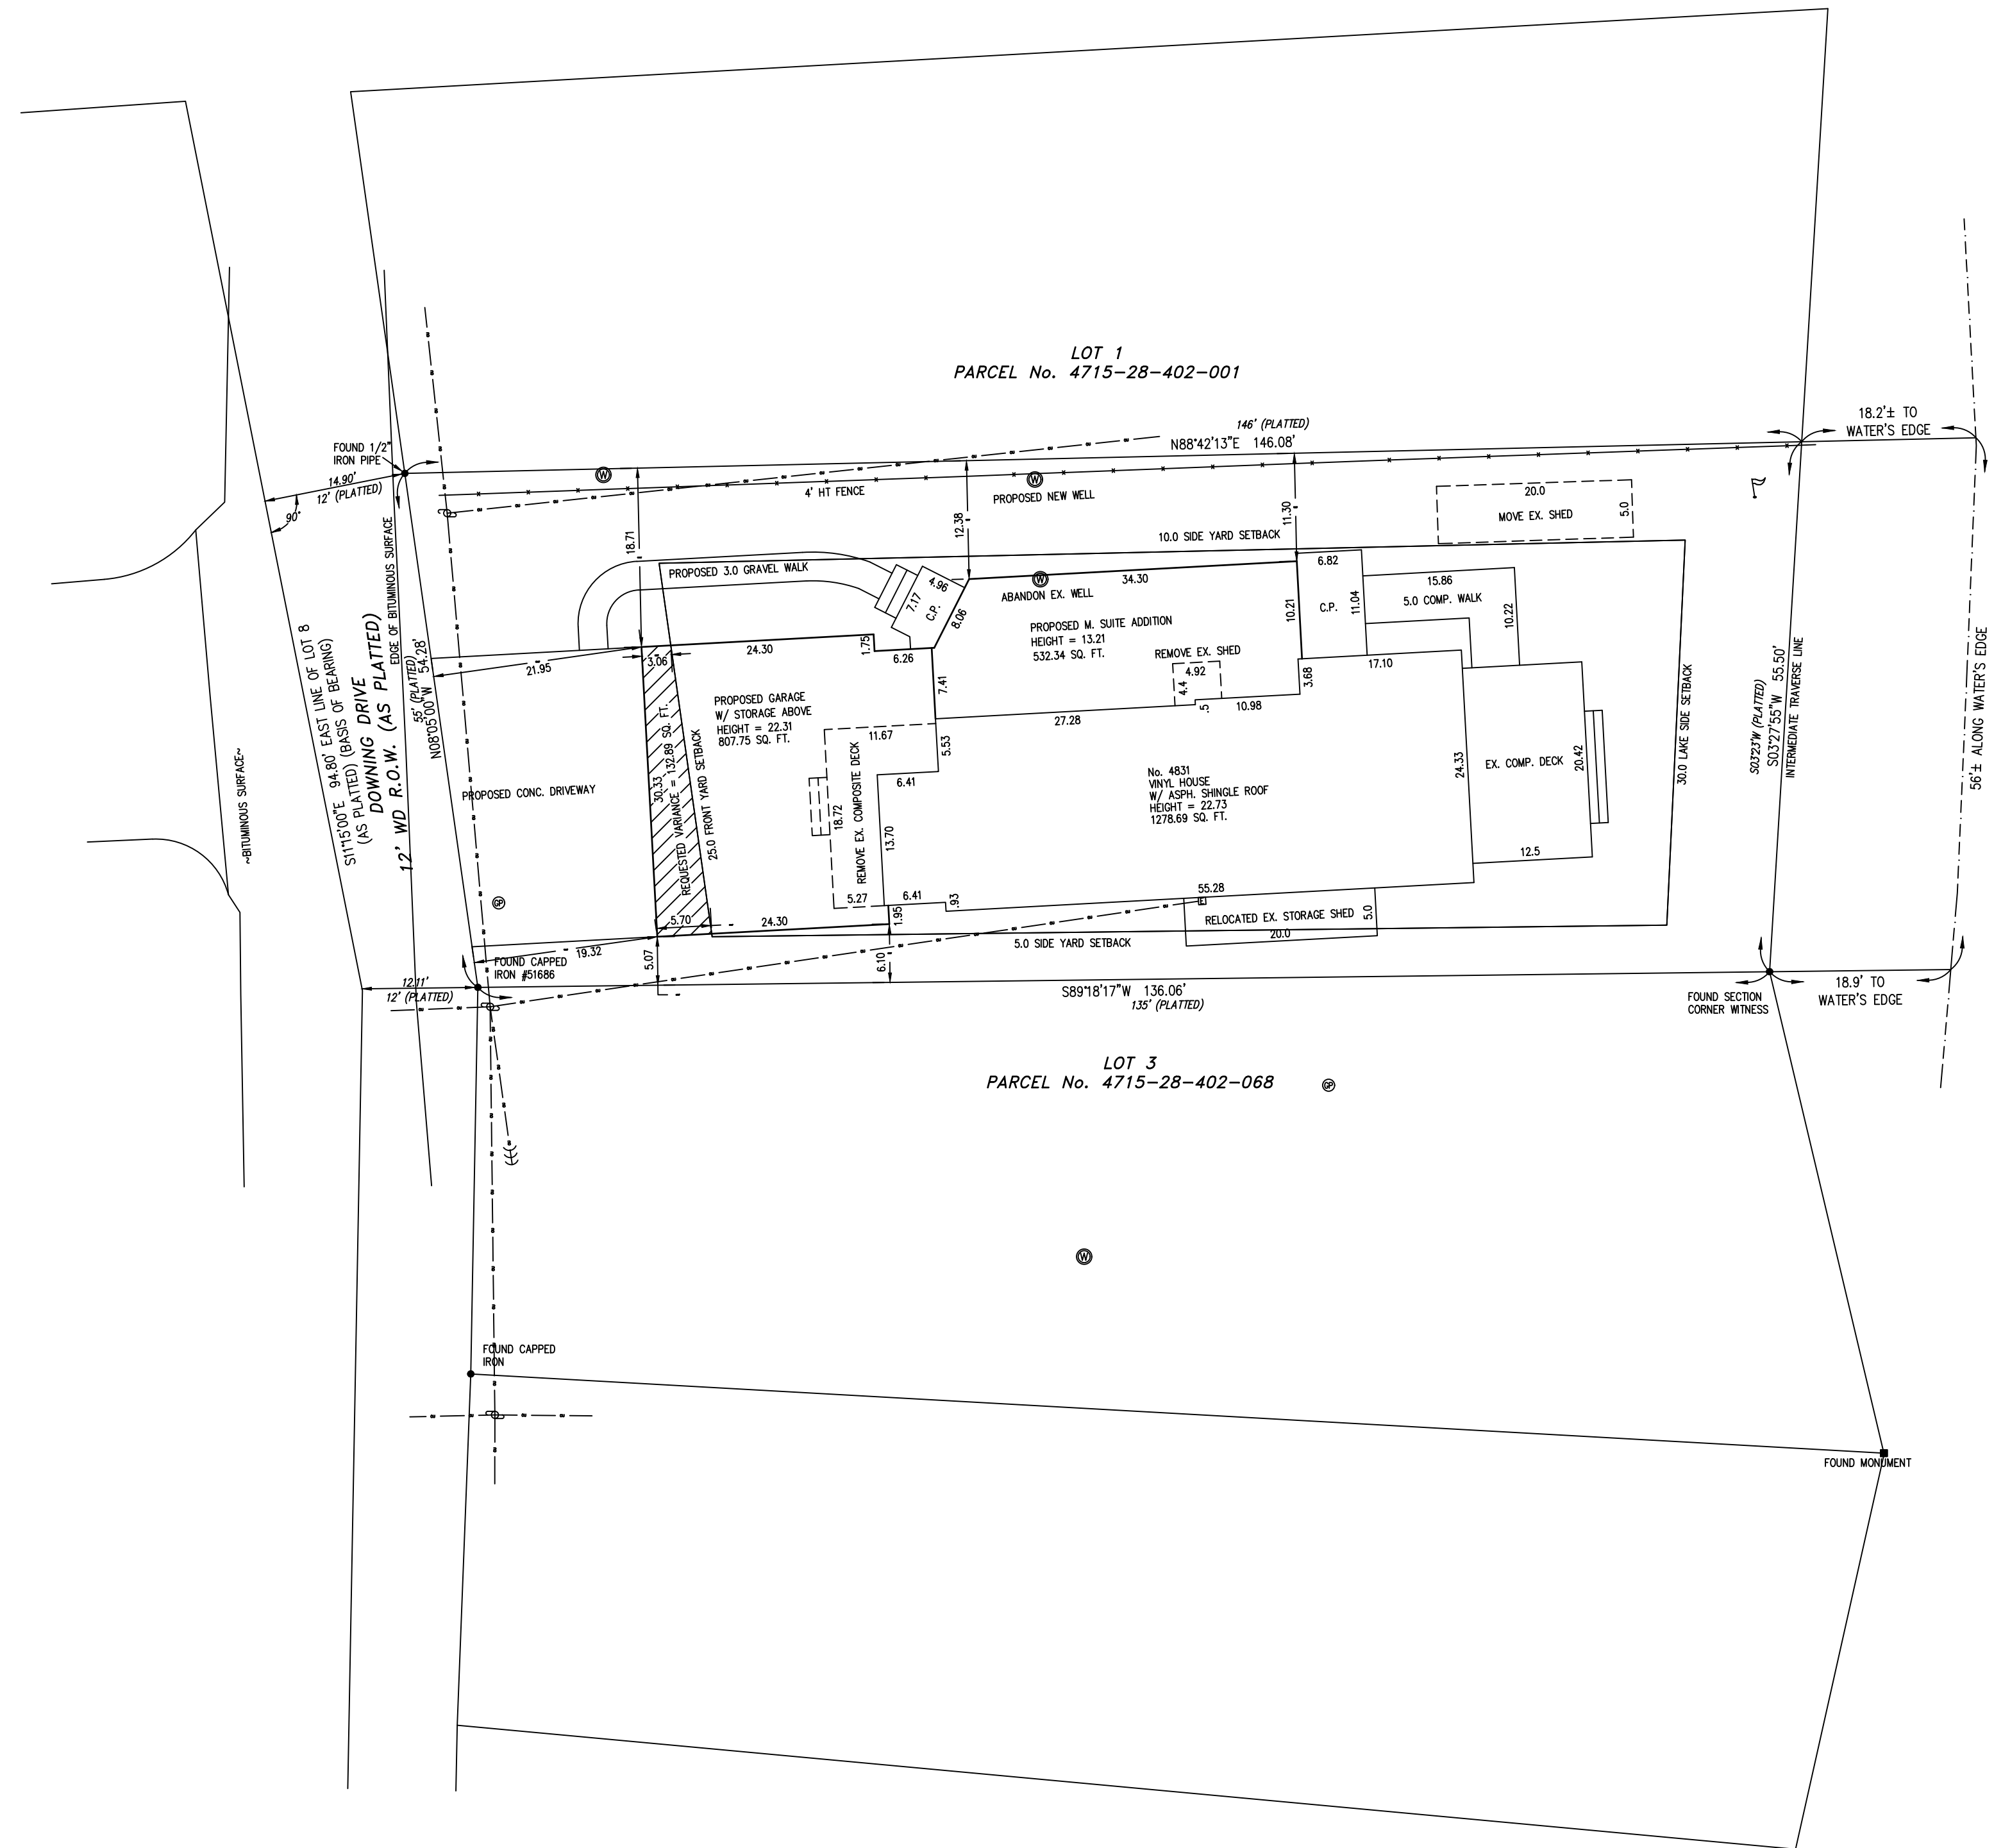 LOT 1
PARCEL No. 4715-28-402-001
146' (PLATTED)
N88°42'13"E 146.08'
18.2'± TO
WATER'S EDGE
FOUND 1/2"
IRON PIPE
14.90'
12' (PLATTED)
90°
4' HT FENCE
PROPOSED NEW WELL
W
W
20.0
MOVE EX. SHED
5.0
18.71
12.38
11.30
10.0 SIDE YARD SETBACK
PROPOSED 3.0 GRAVEL WALK
4.96
7.17
C.P.
8.06
W
34.30
ABANDON EX. WELL
6.82
C.P.
11.04
10.21
15.86
5.0 COMP. WALK
10.22
PROPOSED M. SUITE ADDITION
HEIGHT = 13.21
532.34 SQ. FT.
REMOVE EX. SHED
4.92
4.4
.5
3.68
17.10
10.98
27.28
21.95
3.06
24.30
1.75
6.26
7.41
PROPOSED GARAGE
W/ STORAGE ABOVE
HEIGHT = 22.31
807.75 SQ. FT.
11.67
5.53
6.41
13.70
18.72
REMOVE EX. COMPOSITE DECK
5.27
6.41
.93
1.95
No. 4831
VINYL HOUSE
W/ ASPH. SHINGLE ROOF
HEIGHT = 22.73
1278.69 SQ. FT.
24.33
EX. COMP. DECK
20.42
12.5
55.28
E
RELOCATED EX. STORAGE SHED
5.0
20.0
30.0 LAKE SIDE SETBACK
S03°23'W (PLATTED)
S03°27'55"W 55.50'
INTERMEDIATE TRAVERSE LINE
56'± ALONG WATER'S EDGE
~BITUMINOUS SURFACE~
S11°15'00"E 94.80' EAST LINE OF LOT 8
(AS PLATTED) (BASIS OF BEARING)
DOWNING DRIVE
12' WD R.O.W. (AS PLATTED)
EDGE OF BITUMINOUS SURFACE
55' (PLATTED)
N08°05'00"W 54.28'
PROPOSED CONC. DRIVEWAY
30.33
REQUESTED VARIANCE = 132.89 SQ. FT.
25.0 FRONT YARD SETBACK
GP
5.70
24.30
19.32
5.07
6.10
5.0 SIDE YARD SETBACK
FOUND CAPPED
IRON #51686
12.11'
12' (PLATTED)
S89°18'17"W 136.06'
135' (PLATTED)
FOUND SECTION
CORNER WITNESS
18.9' TO
WATER'S EDGE
LOT 3
PARCEL No. 4715-28-402-068
GP
W
FOUND CAPPED
IRON
FOUND MONUMENT